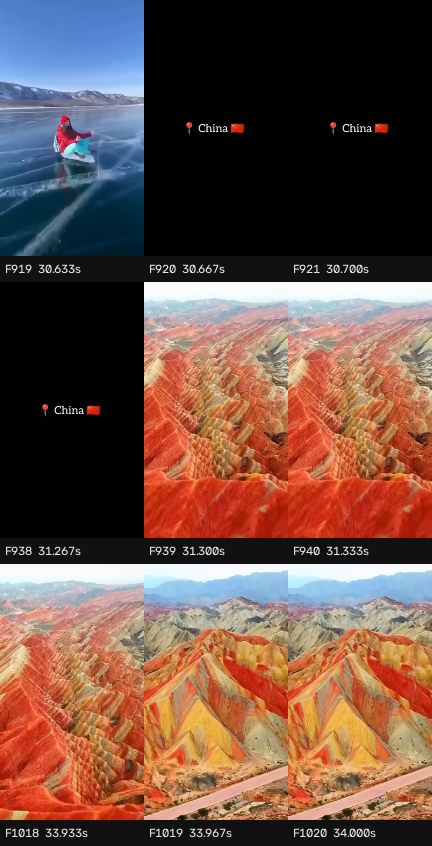 F919 30.633s
📍 China 🇨🇳
F920 30.667s
📍 China 🇨🇳
F921 30.700s
📍 China 🇨🇳
F938 31.267s
F939 31.300s
F940 31.333s
F1018 33.933s
F1019 33.967s
F1020 34.000s